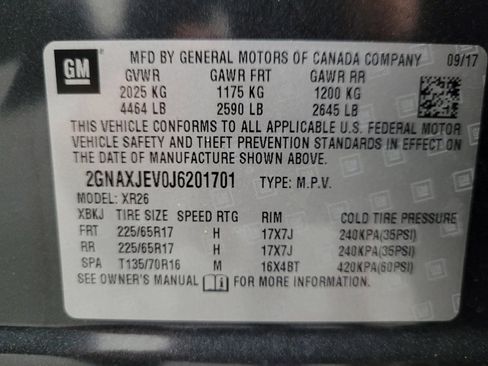 GM
MFD BY GENERAL MOTORS OF CANADA COMPANY 09/17
GVWR GAWR FRT GAWR RR
2025 KG 1175 KG 1200 KG
4464 LB 2590 LB 2645 LB
THIS VEHICLE CONFORMS TO ALL APPLICABLE U.S. FEDERAL MOTOR
VEHICLE SAFETY AND THEFT PREVENTION STANDARDS IN EFFECT ON
THE DATE OF MANUFACTURE SHOWN ABOVE.
2GNAXJEV0J6201701 TYPE: M.P.V.
MODEL: XR26
XBKJ TIRE SIZE SPEED RTG RIM COLD TIRE PRESSURE
FRT 225/65R17 H 17X7J 240KPA(35PSI)
RR 225/65R17 H 17X7J 240KPA(35PSI)
SPA T135/70R16 M 16X4BT 420KPA(60PSI)
SEE OWNER'S MANUAL FOR MORE INFORMATION